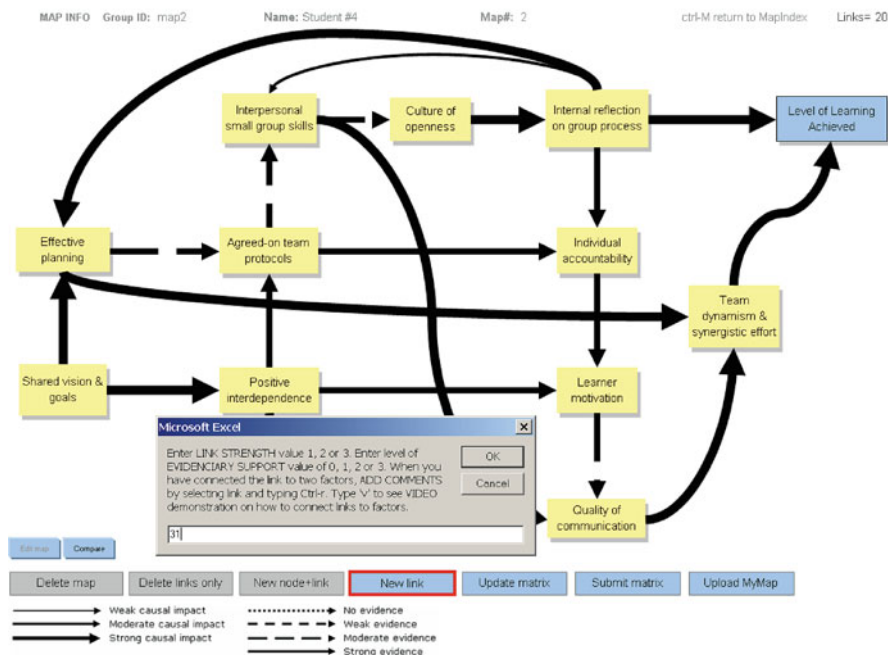 MAP INFO Group ID: map2 Name: Student #4 Map#: 2 ctrl-M return to MapIndex Links= 20
Interpersonal
small group skills
Culture of
openness
Internal reflection
on group process
Level of Learning
Achieved
Effective
planning
Agreed-on team
protocols
Individual
accountability
Team
dynamism &
synergistic effort
Shared vision &
goals
Positive
interdependence
Learner
motivation
Microsoft Excel
Enter LINK STRENGTH value 1, 2 or 3. Enter level of
EVIDENCIARY SUPPORT value of 0, 1, 2 or 3. When you
have connected the link to two factors, ADD COMMENTS
by selecting link and typing Ctrl-r. Type 'v' to see VIDEO
demonstration on how to connect links to factors.
OK
Cancel
31
Quality of
communication
Edit map Compare
Delete map Delete links only New node+link New link Update matrix Submit matrix Upload MyMap
Weak causal impact
Moderate causal impact
Strong causal impact
No evidence
Weak evidence
Moderate evidence
Strong evidence